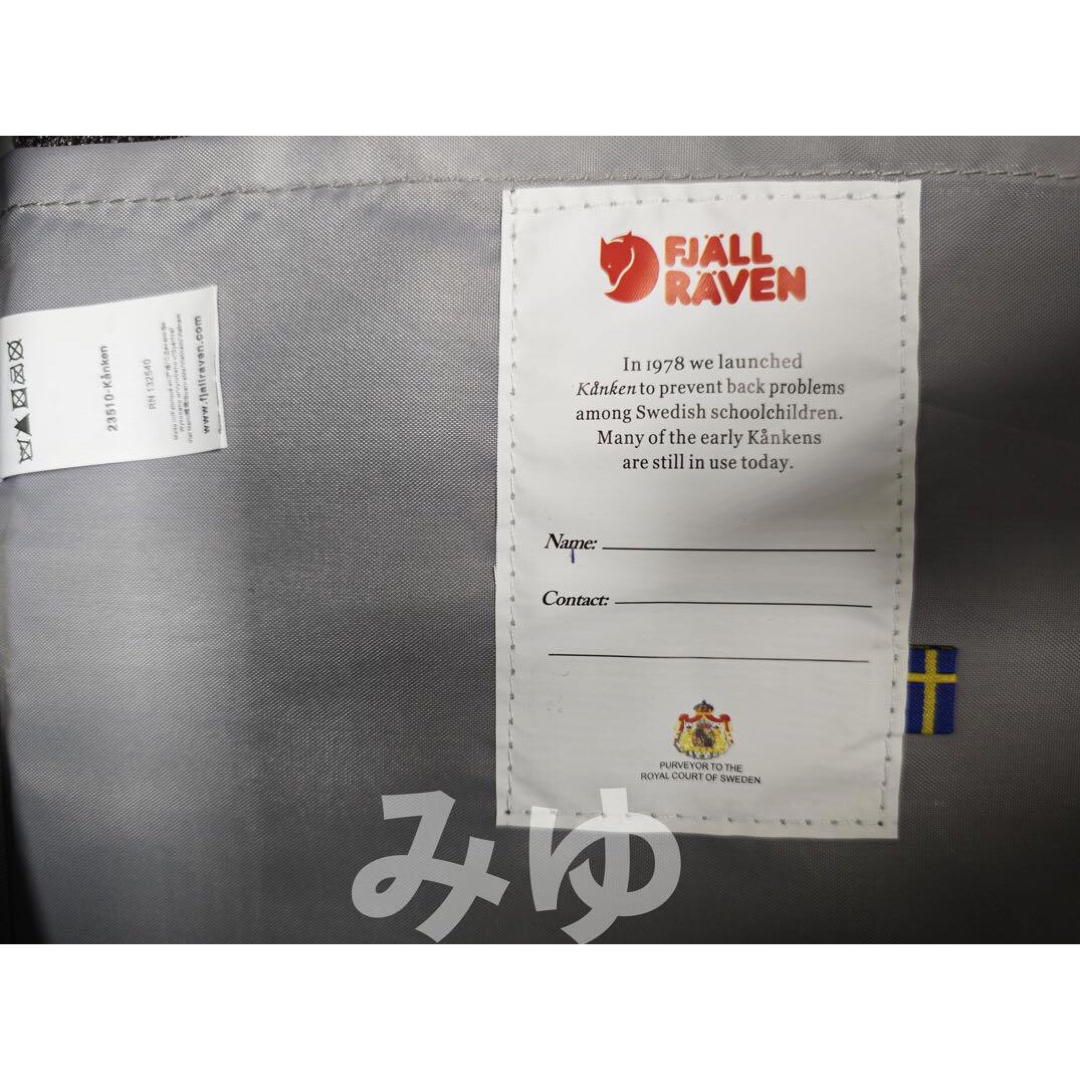 FJÄLL
RÄVEN
In 1978 we launched
Kånken to prevent back problems
among Swedish schoolchildren.
Many of the early Kånkens
are still in use today.
Name:
Contact:
PURVEYOR TO THE
ROYAL COURT OF SWEDEN
23510-Kånken
RN 132540
www.fjallraven.com
みゆ